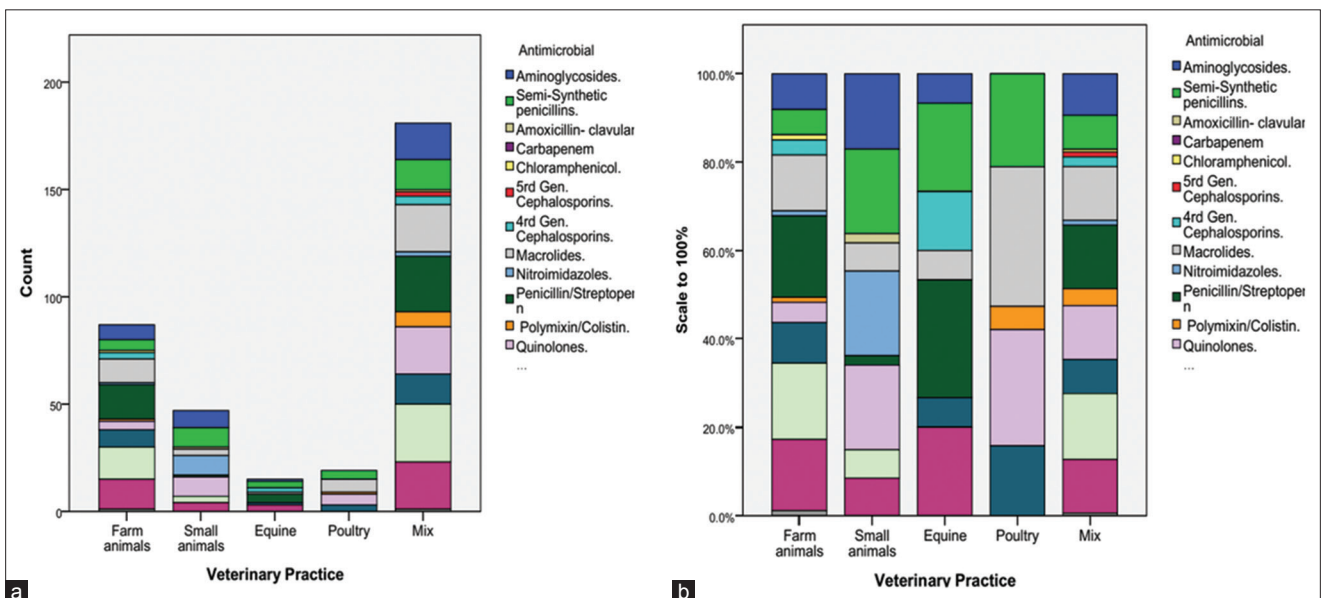 Antimicrobial
Aminoglycosides.
Semi-Synthetic
penicillins.
Amoxicillin- clavular
Carbapenem
Chloramphenicol.
5rd Gen.
Cephalosporins.
4rd Gen.
Cephalosporins.
Macrolides.
Nitroimidazoles.
Penicillin/Streptoper
n
Polymixin/Colistin.
Quinolones.
...
200
150
100
50
0
Count
Farm
animals
Small
animals
Equine
Poultry
Mix
Veterinary Practice
a
Antimicrobial
Aminoglycosides.
Semi-Synthetic
penicillins.
Amoxicillin- clavular
Carbapenem
Chloramphenicol.
5rd Gen.
Cephalosporins.
4rd Gen.
Cephalosporins.
Macrolides.
Nitroimidazoles.
Penicillin/Streptoper
n
Polymixin/Colistin.
Quinolones.
...
100.0%
80.0%
60.0%
40.0%
20.0%
0.0%
Scale to 100%
Farm
animals
Small
animals
Equine
Poultry
Mix
Veterinary Practice
b